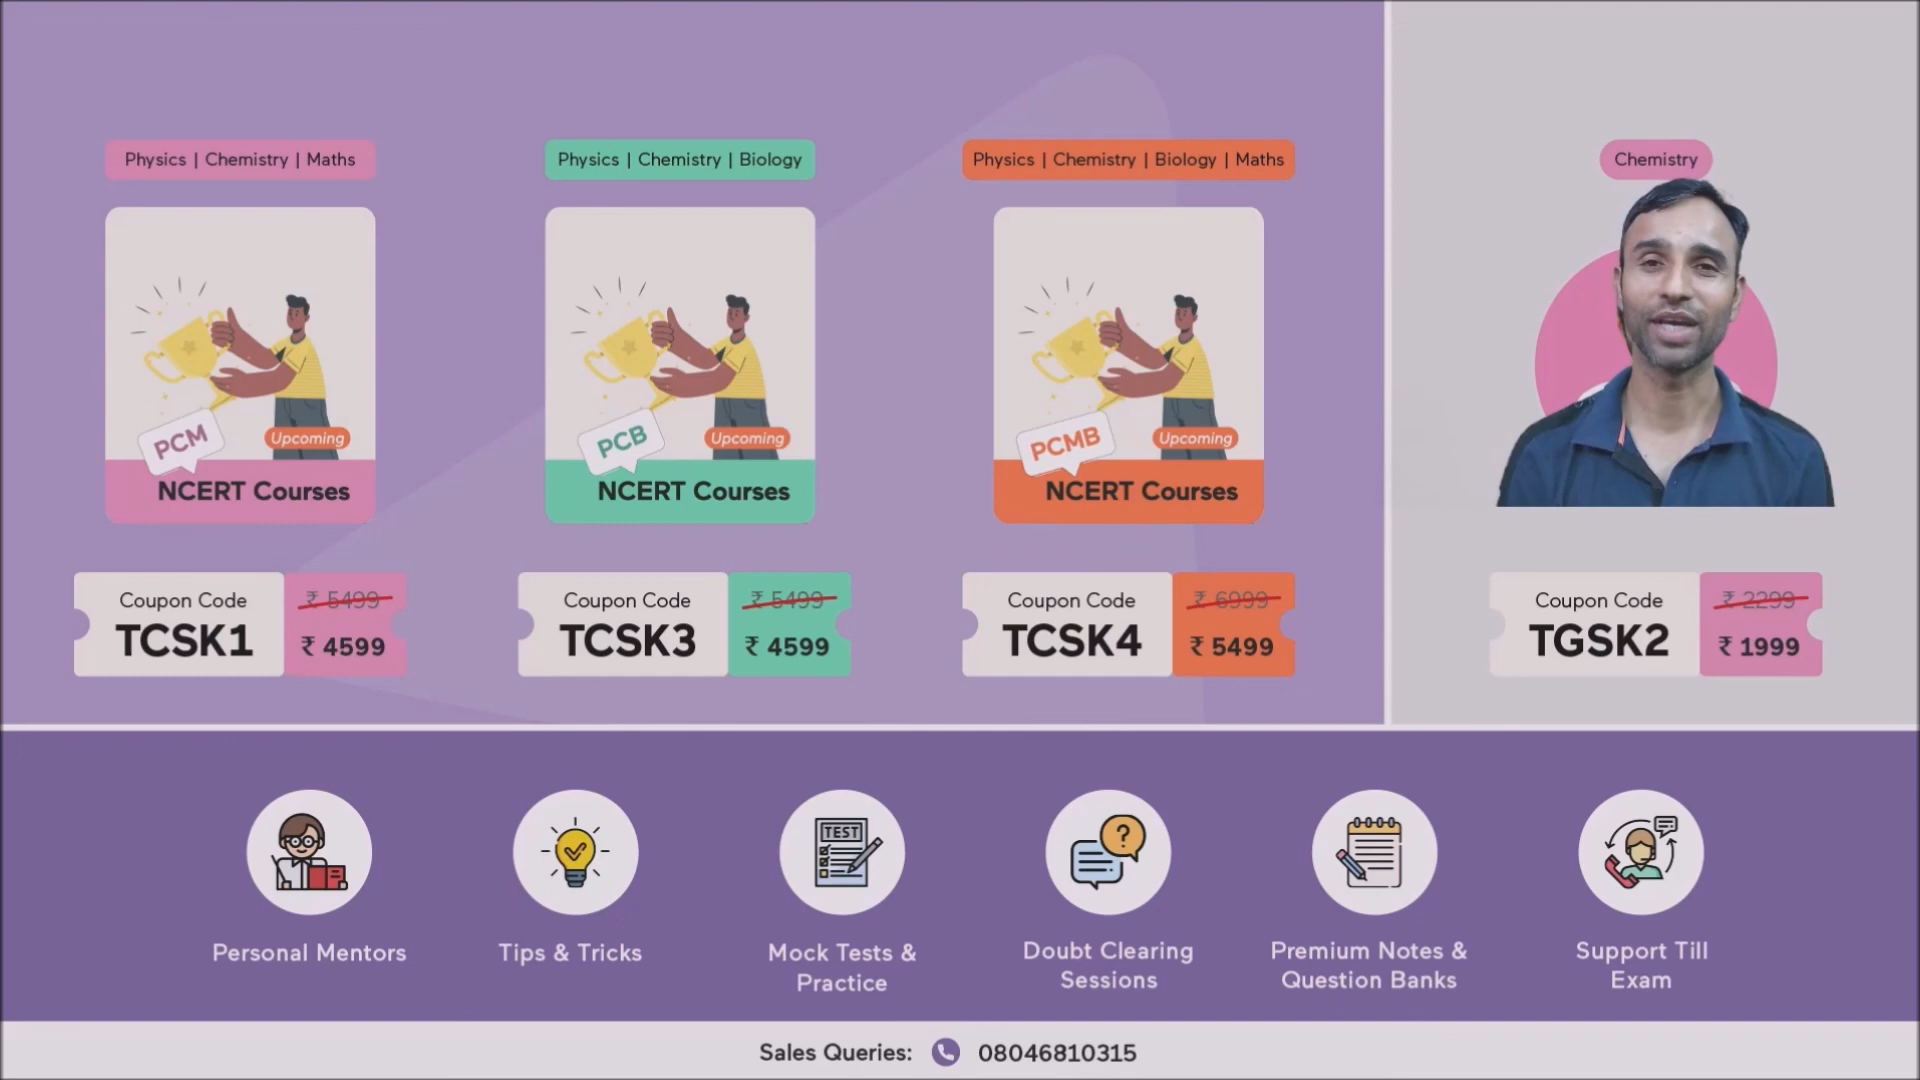 Physics | Chemistry | Maths
Physics | Chemistry | Biology
Physics | Chemistry | Biology | Maths
Chemistry
PCM
Upcoming
NCERT Courses
PCB
Upcoming
NCERT Courses
PCMB
Upcoming
NCERT Courses
Coupon Code
TCSK1
₹ 5499
₹ 4599
Coupon Code
TCSK3
₹ 5499
₹ 4599
Coupon Code
TCSK4
₹ 6999
₹ 5499
Coupon Code
TGSK2
₹ 2299
₹ 1999
TEST
Personal Mentors
Tips & Tricks
Mock Tests &
Practice
Doubt Clearing
Sessions
Premium Notes &
Question Banks
Support Till
Exam
Sales Queries: 08046810315